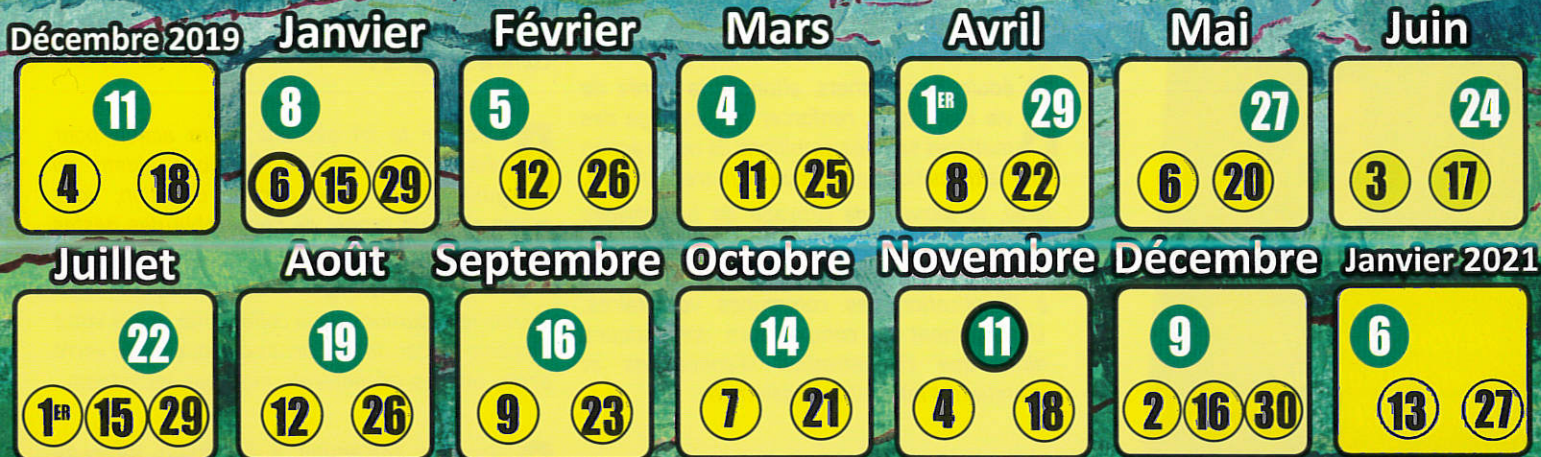 Décembre 2019 Janvier Février Mars Avril Mai Juin
11 8 5 4 1ER 29 27 24
4 18 6 15 29 12 26 11 25 8 22 6 20 3 17
Juillet Août Septembre Octobre Novembre Décembre Janvier 2021
22 19 16 14 11 9 6
1ER 15 29 12 26 9 23 7 21 4 18 2 16 30 13 27